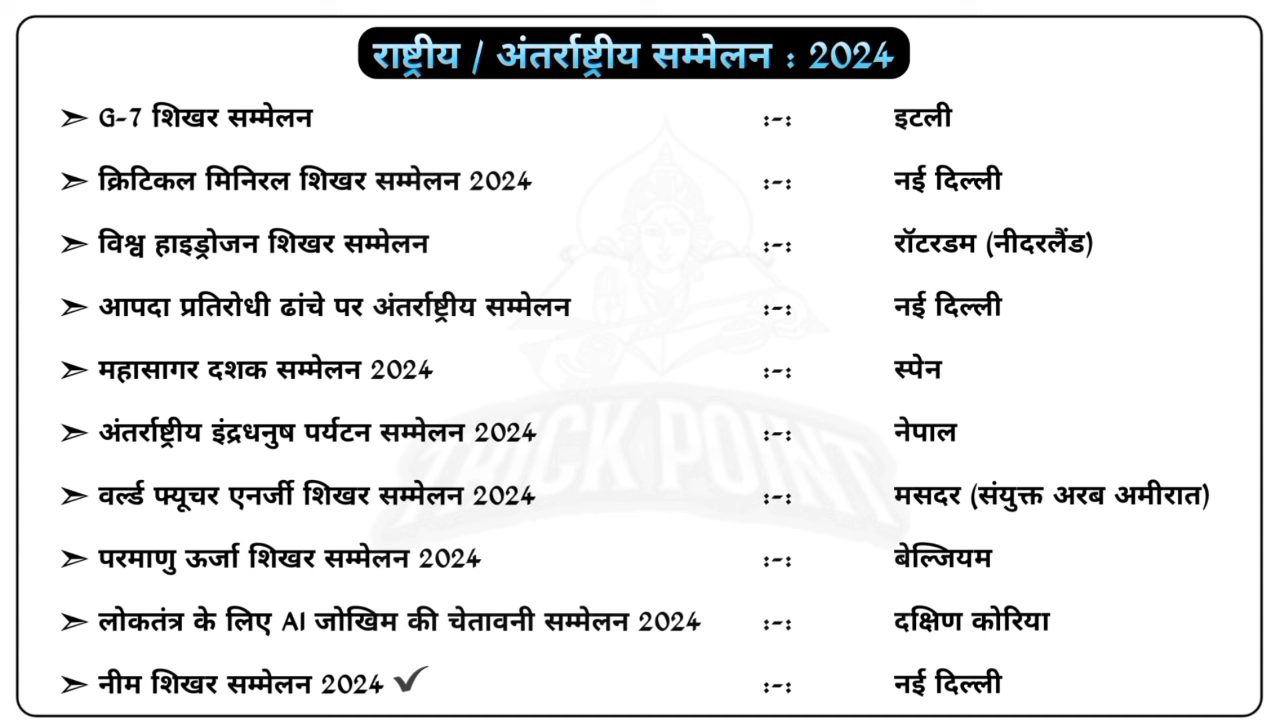 राष्ट्रीय / अंतर्राष्ट्रीय सम्मेलन : 2024
➣ G-7 शिखर सम्मेलन :-: इटली
➣ क्रिटिकल मिनिरल शिखर सम्मेलन 2024 :-: नई दिल्ली
➣ विश्व हाइड्रोजन शिखर सम्मेलन :-: रॉटरडम (नीदरलैंड)
➣ आपदा प्रतिरोधी ढांचे पर अंतर्राष्ट्रीय सम्मेलन :-: नई दिल्ली
➣ महासागर दशक सम्मेलन 2024 :-: स्पेन
➣ अंतर्राष्ट्रीय इंद्रधनुष पर्यटन सम्मेलन 2024 :-: नेपाल
➣ वर्ल्ड फ्यूचर एनर्जी शिखर सम्मेलन 2024 :-: मसदर (संयुक्त अरब अमीरात)
➣ परमाणु ऊर्जा शिखर सम्मेलन 2024 :-: बेल्जियम
➣ लोकतंत्र के लिए AI जोखिम की चेतावनी सम्मेलन 2024 :-: दक्षिण कोरिया
➣ नीम शिखर सम्मेलन 2024 ✔ :-: नई दिल्ली
TRICK POINT